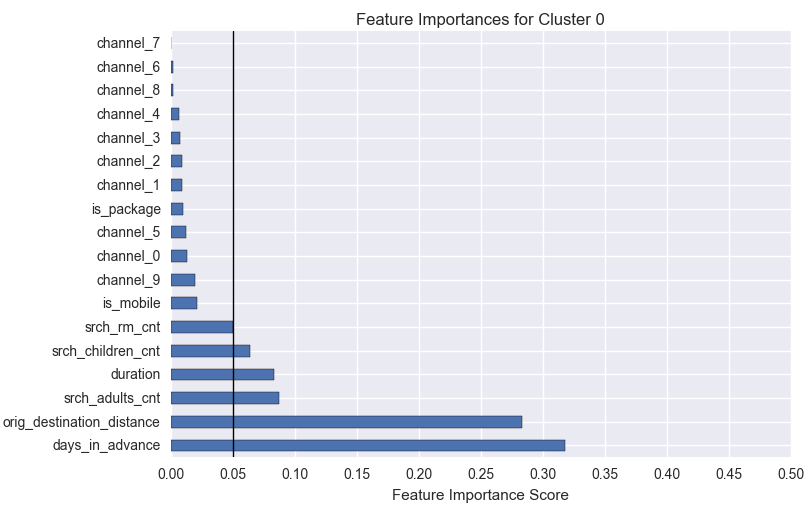 Feature Importances for Cluster 0
channel_7
channel_6
channel_8
channel_4
channel_3
channel_2
channel_1
is_package
channel_5
channel_0
channel_9
is_mobile
srch_rm_cnt
srch_children_cnt
duration
srch_adults_cnt
orig_destination_distance
days_in_advance
0.00 0.05 0.10 0.15 0.20 0.25 0.30 0.35 0.40 0.45 0.50
Feature Importance Score